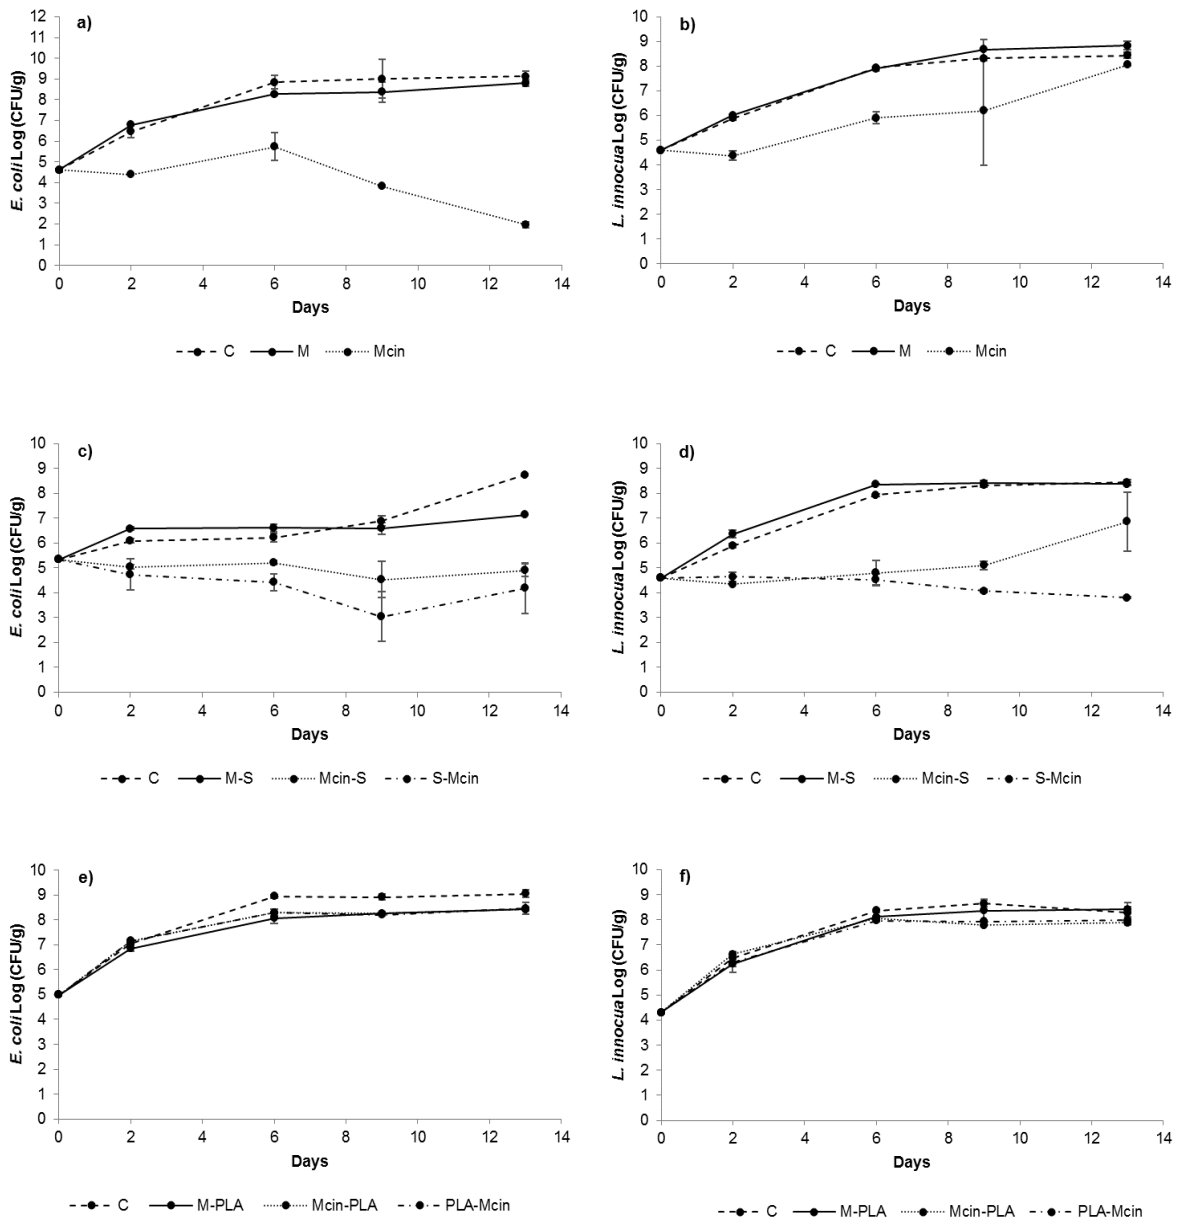 a)
E. coli Log (CFU/g)
12
11
10
9
8
7
6
5
4
3
2
1
0
0 2 4 6 8 10 12 14
Days
C M Mcin
b)
L. innocua Log (CFU/g)
10
9
8
7
6
5
4
3
2
1
0
0 2 4 6 8 10 12 14
Days
C M Mcin
c)
E. coli Log (CFU/g)
10
9
8
7
6
5
4
3
2
1
0
0 2 4 6 8 10 12 14
Days
C M-S Mcin-S S-Mcin
d)
L. innocua Log (CFU/g)
10
9
8
7
6
5
4
3
2
1
0
0 2 4 6 8 10 12 14
Days
C M-S Mcin-S S-Mcin
e)
E. coli Log (CFU/g)
10
9
8
7
6
5
4
3
2
1
0
0 2 4 6 8 10 12 14
Days
C M-PLA Mcin-PLA PLA-Mcin
f)
L. innocua Log (CFU/g)
10
9
8
7
6
5
4
3
2
1
0
0 2 4 6 8 10 12 14
Days
C M-PLA Mcin-PLA PLA-Mcin